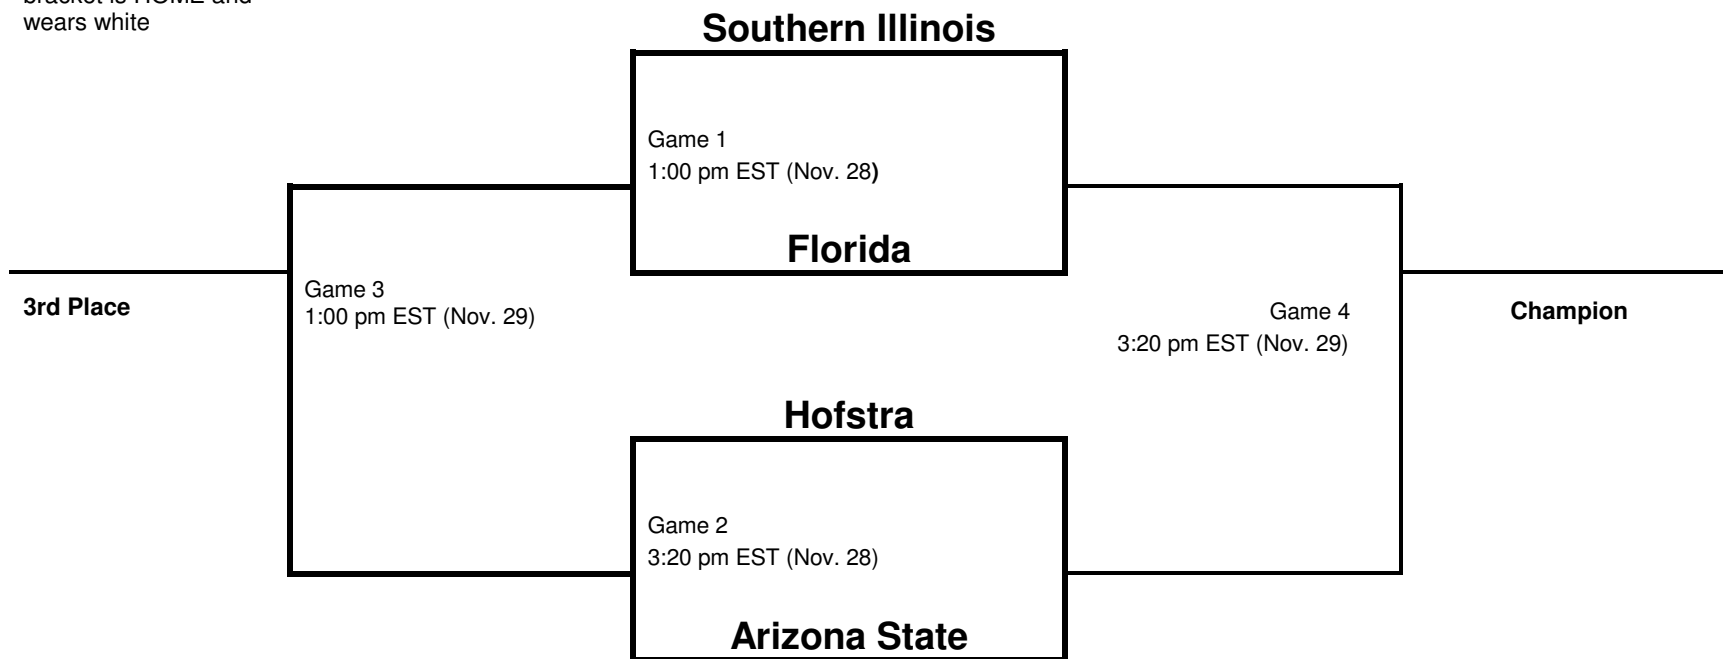 bracket is HOME and
wears white
Southern Illinois
Game 1
1:00 pm EST (Nov. 28)
Florida
3rd Place
Game 3
1:00 pm EST (Nov. 29)
Game 4
3:20 pm EST (Nov. 29)
Champion
Hofstra
Game 2
3:20 pm EST (Nov. 28)
Arizona State